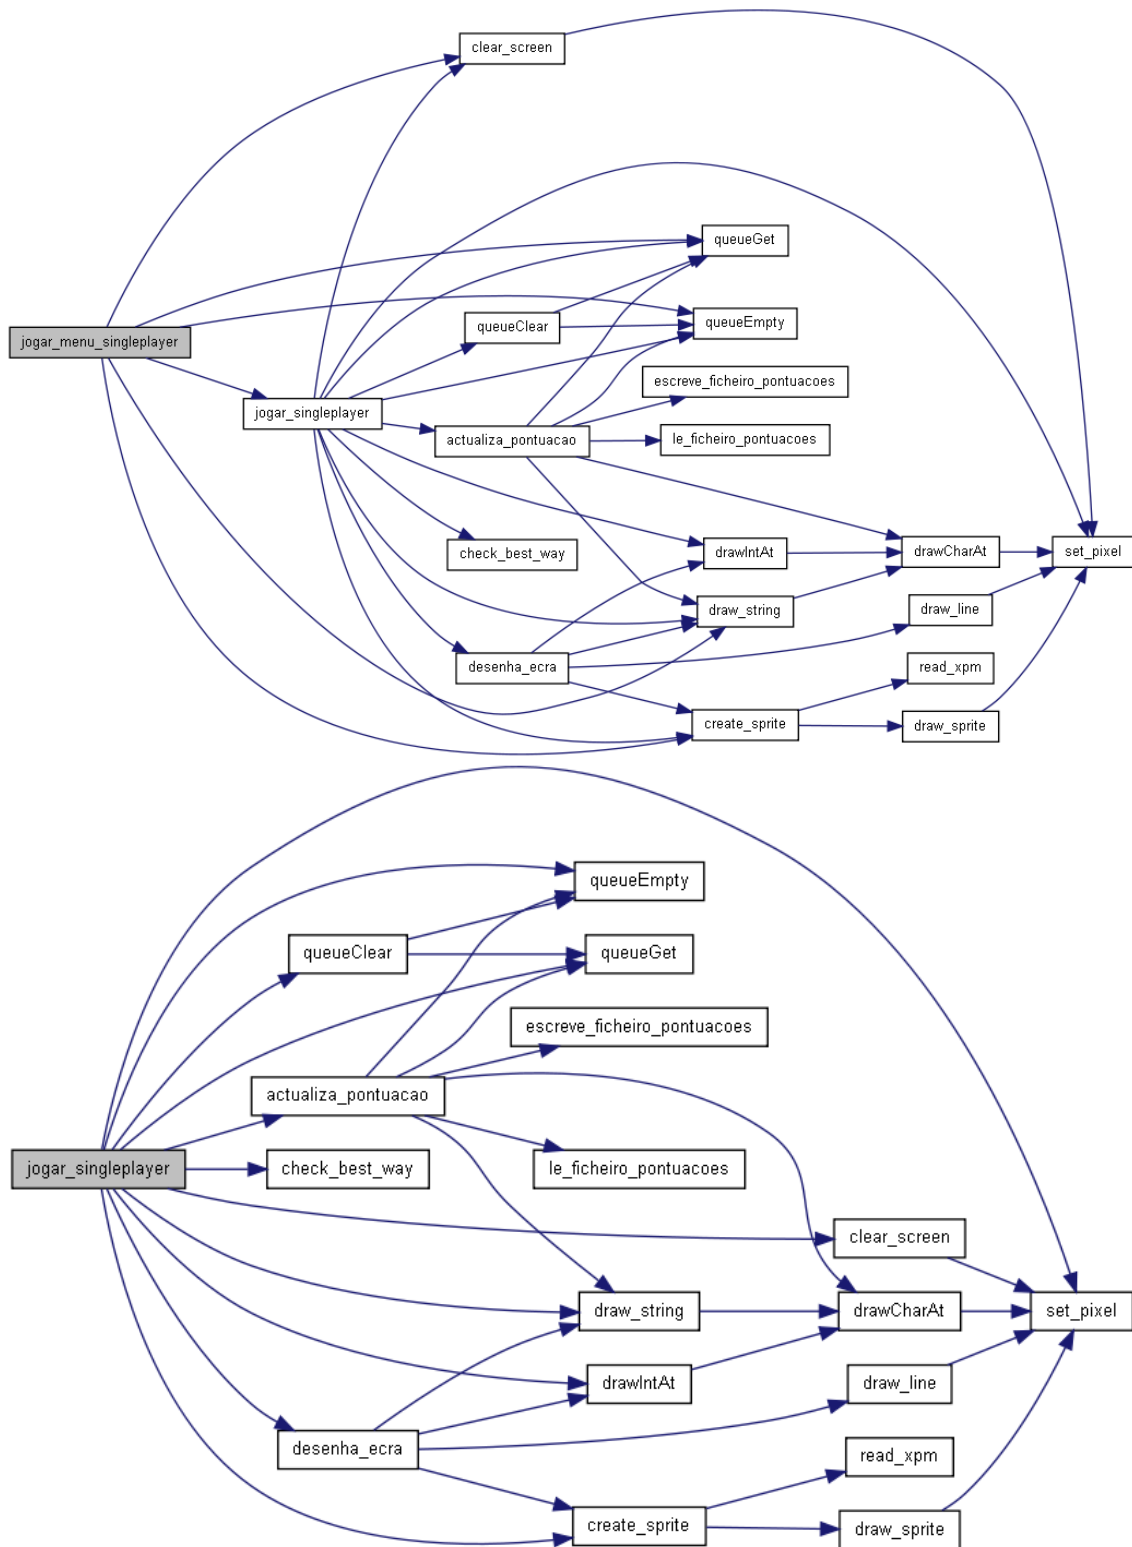 clear_screen
queueGet
queueClear
queueEmpty
jogar_menu_singleplayer
escreve_ficheiro_pontuacoes
jogar_singleplayer
actualiza_pontuacao
le_ficheiro_pontuacoes
check_best_way
drawIntAt
drawCharAt
set_pixel
draw_string
draw_line
desenha_ecra
read_xpm
create_sprite
draw_sprite
queueEmpty
queueClear
queueGet
escreve_ficheiro_pontuacoes
actualiza_pontuacao
jogar_singleplayer
check_best_way
le_ficheiro_pontuacoes
clear_screen
draw_string
drawCharAt
set_pixel
drawIntAt
draw_line
desenha_ecra
read_xpm
create_sprite
draw_sprite